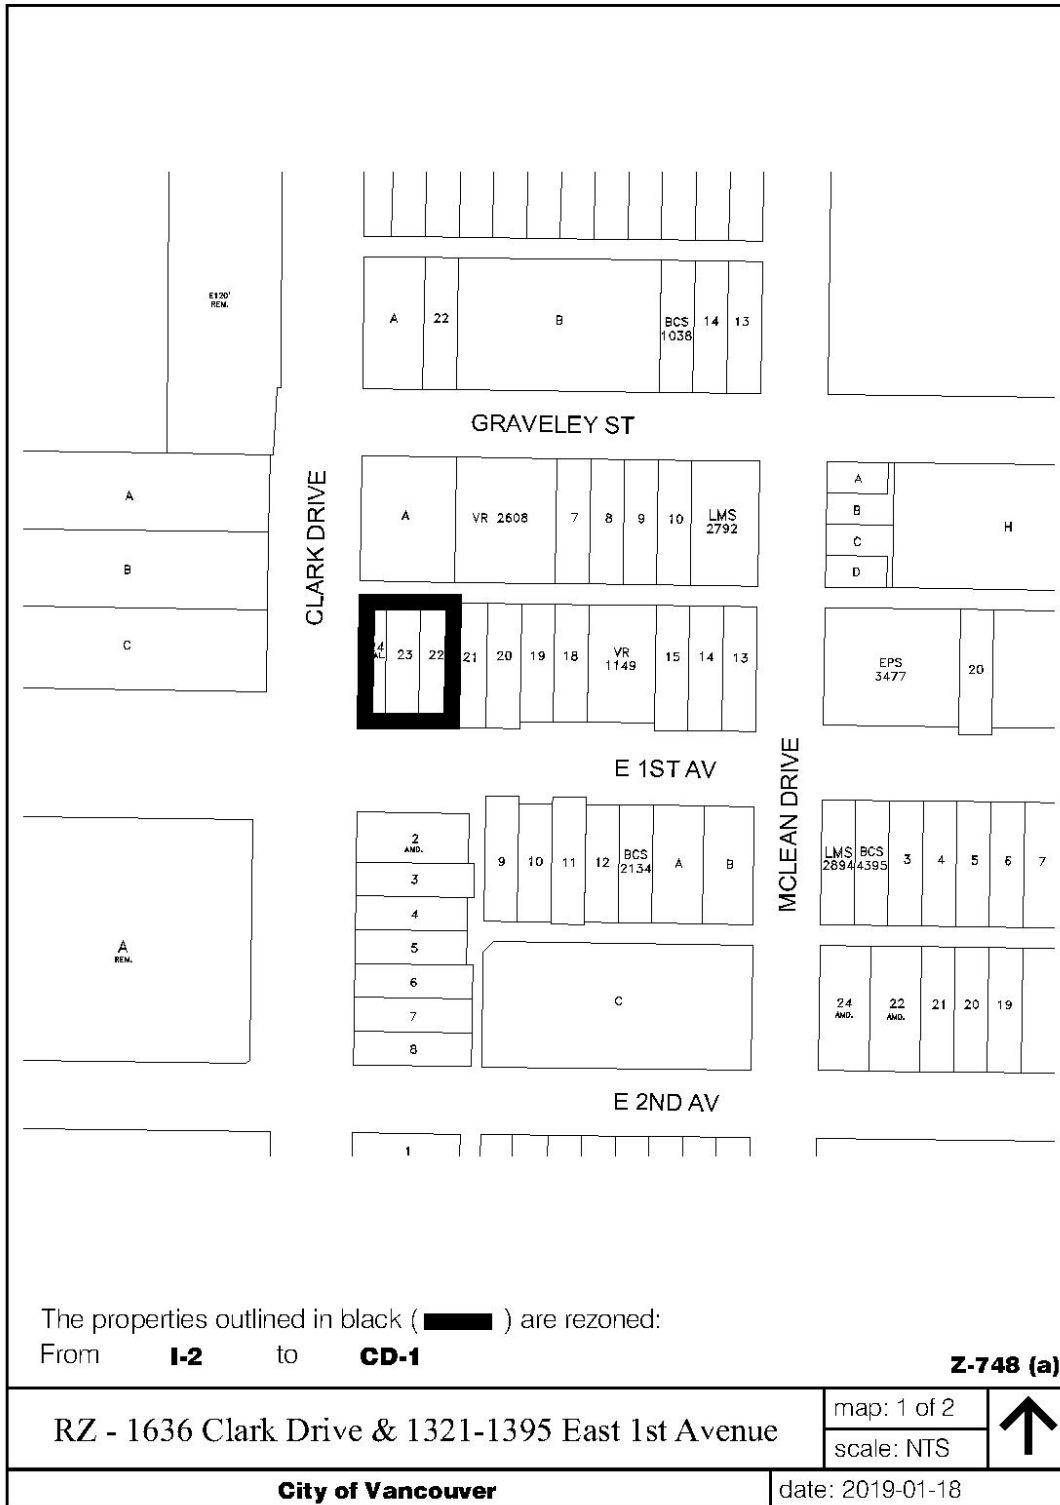 E120'
REM.
A
22
B
BCS
1038
14
13
GRAVELEY ST
CLARK DRIVE
A
B
C
A
VR 2608
7
8
9
10
LMS
2792
A
B
C
D
H
23
22
21
20
19
18
VR
1149
15
14
13
EPS
3477
20
E 1ST AV
MCLEAN DRIVE
A
REM.
2
AMD.
3
4
5
6
7
8
9
10
11
12
BCS
2134
A
B
C
LMS
2894
BCS
4395
3
4
5
6
7
24
AMD.
22
AMD.
21
20
19
E 2ND AV
1
The properties outlined in black ( ) are rezoned:
From I-2 to CD-1
Z-748 (a)
RZ - 1636 Clark Drive & 1321-1395 East 1st Avenue
map: 1 of 2
scale: NTS
City of Vancouver
date: 2019-01-18